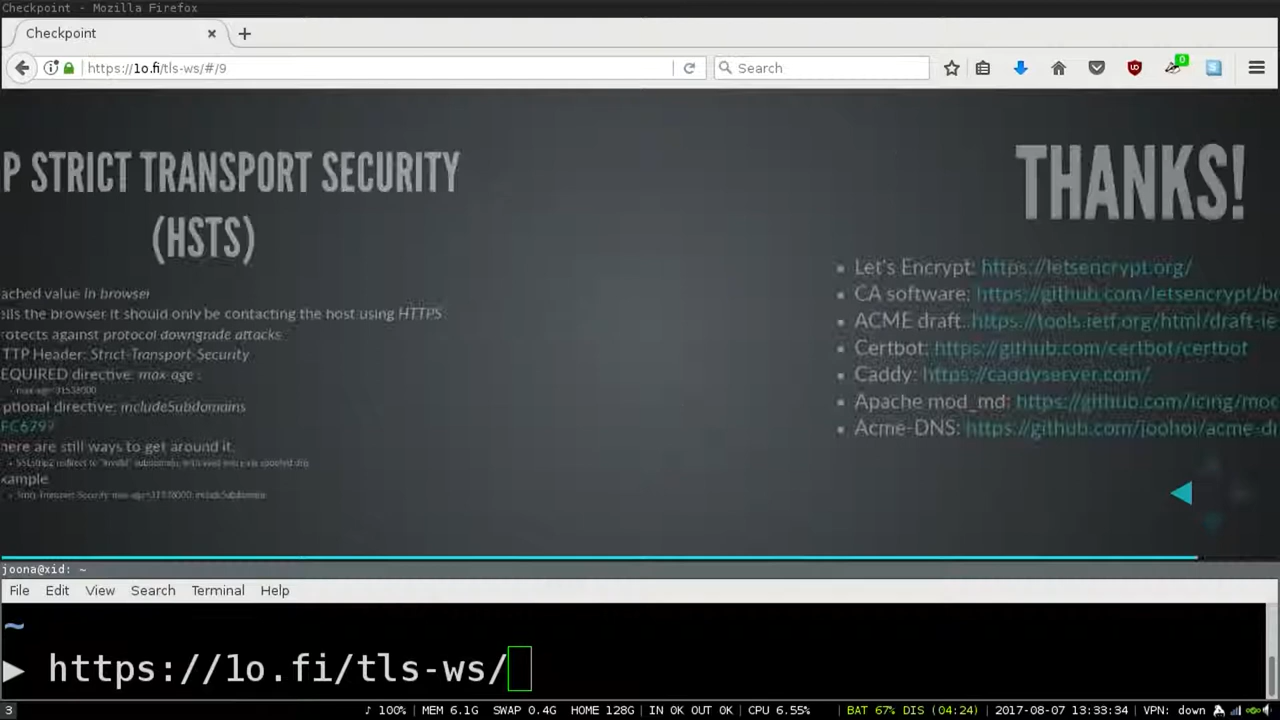 Checkpoint - Mozilla Firefox
Checkpoint
https://1o.fi/tls-ws/#/9
Search
0
P STRICT TRANSPORT SECURITY
(HSTS)
ached value in browser
ells the browser it should only be contacting the host using HTTPS
rotects against protocol downgrade attacks
TTP Header: Strict-Transport-Security
EQUIRED directive: max-age :
max-age=31536000
ptional directive: includeSubdomains
FC6797
here are still ways to get around it.
xample
THANKS!
Let's Encrypt: https://letsencrypt.org/
CA software: https://github.com/letsencrypt/bo
ACME draft: https://tools.ietf.org/html/draft-ie
Certbot: https://github.com/certbot/certbot
Caddy: https://caddyserver.com/
Apache mod_md: https://github.com/icing/mod
Acme-DNS: https://github.com/joohoi/acme-d
joona@xid: ~
File Edit View Search Terminal Help
~
https://1o.fi/tls-ws/
3
♪ 100% MEM 6.1G SWAP 0.4G HOME 128G IN OK OUT OK CPU 6.55% BAT 67% DIS (04:24) 2017-08-07 13:33:34 VPN: down